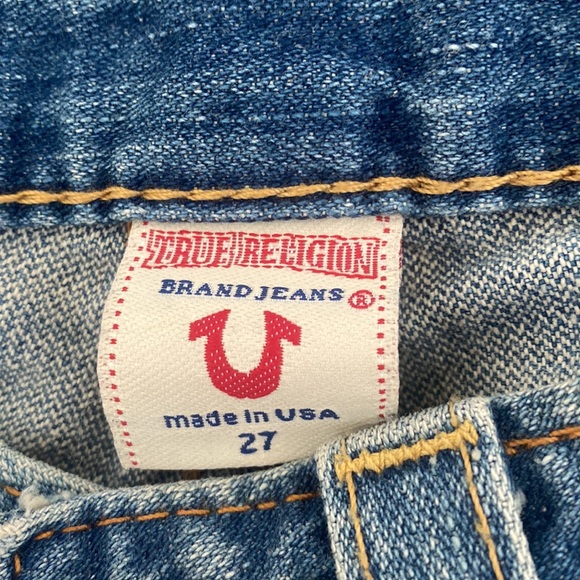 TRUE RELIGION
BRAND JEANS ®
made in USA
27